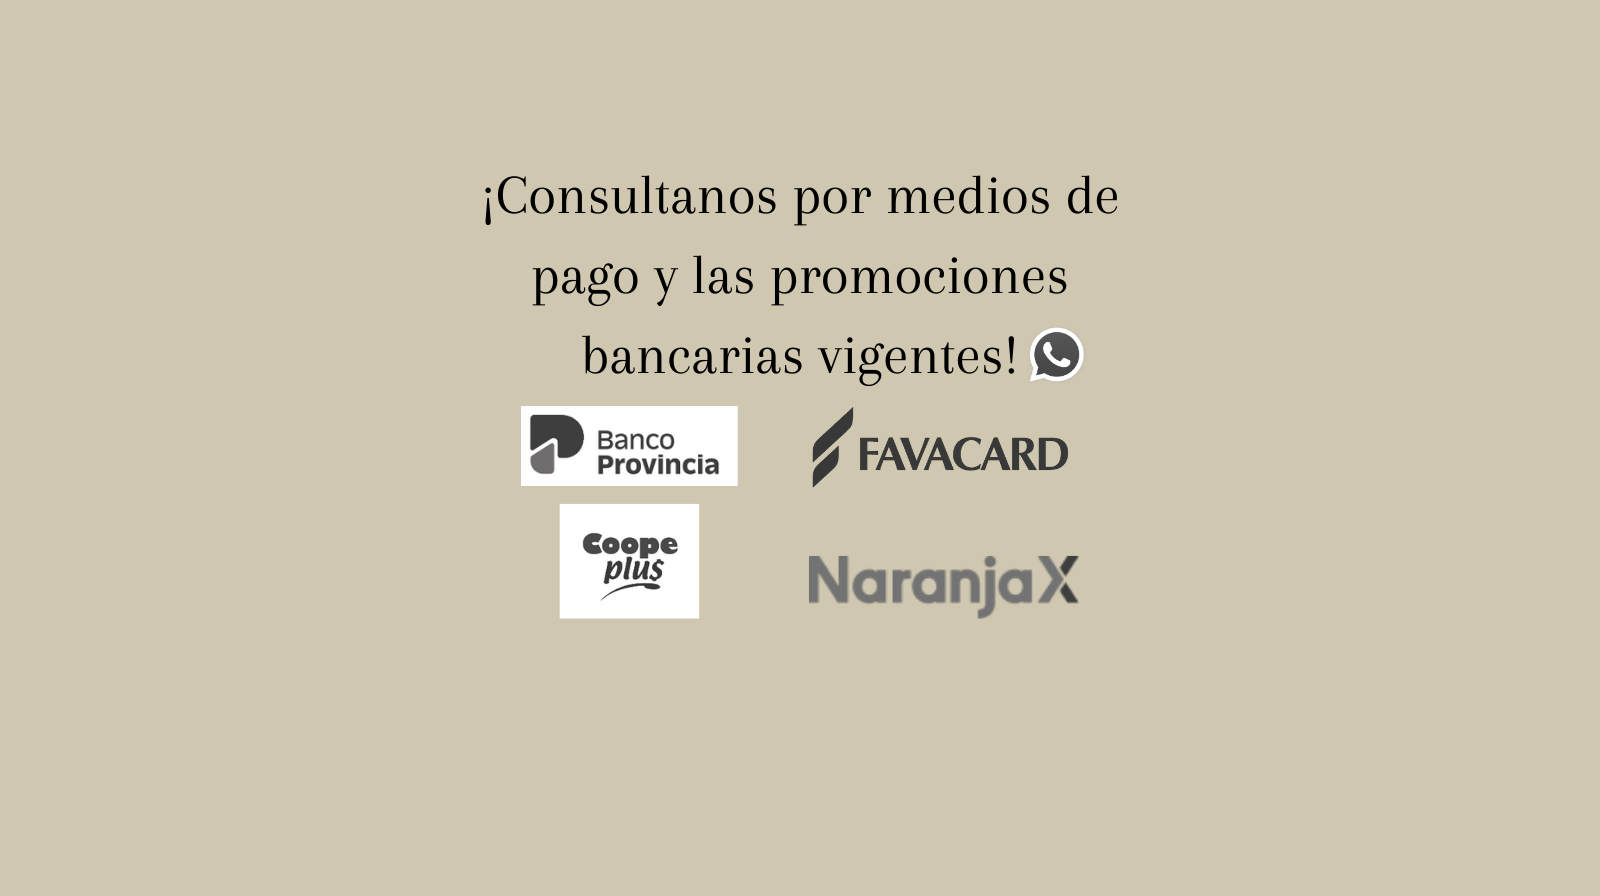 ¡Consultanos por medios de
pago y las promociones
bancarias vigentes!
Banco
Provincia
FAVACARD
Coope
plus
NaranjaX